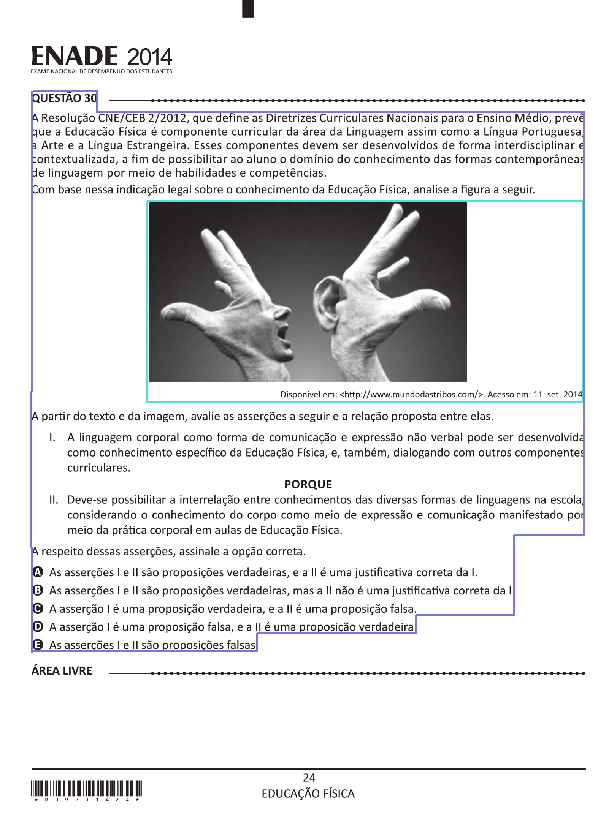 ENADE 2014
EXAME NACIONAL DE DESEMPENHO DOS ESTUDANTES
QUESTÃO 30
A Resolução CNE/CEB 2/2012, que define as Diretrizes Curriculares Nacionais para o Ensino Médio, prevê
que a Educação Física é componente curricular da área da Linguagem assim como a Língua Portuguesa,
a Arte e a Língua Estrangeira. Esses componentes devem ser desenvolvidos de forma interdisciplinar e
contextualizada, a fim de possibilitar ao aluno o domínio do conhecimento das formas contemporâneas
de linguagem por meio de habilidades e competências.
Com base nessa indicação legal sobre o conhecimento da Educação Física, analise a figura a seguir.
Disponível em: <http://www.mundodastribos.com/>. Acesso em: 11 set. 2014
A partir do texto e da imagem, avalie as asserções a seguir e a relação proposta entre elas.
I. A linguagem corporal como forma de comunicação e expressão não verbal pode ser desenvolvida
como conhecimento específico da Educação Física, e, também, dialogando com outros componentes
curriculares.
PORQUE
II. Deve-se possibilitar a interrelação entre conhecimentos das diversas formas de linguagens na escola,
considerando o conhecimento do corpo como meio de expressão e comunicação manifestado por
meio da prática corporal em aulas de Educação Física.
A respeito dessas asserções, assinale a opção correta.
A As asserções I e II são proposições verdadeiras, e a II é uma justificativa correta da I.
B As asserções I e II são proposições verdadeiras, mas a II não é uma justificativa correta da I
C A asserção I é uma proposição verdadeira, e a II é uma proposição falsa.
D A asserção I é uma proposição falsa, e a II é uma proposição verdadeira
E As asserções I e II são proposições falsas
ÁREA LIVRE
24
EDUCAÇÃO FÍSICA